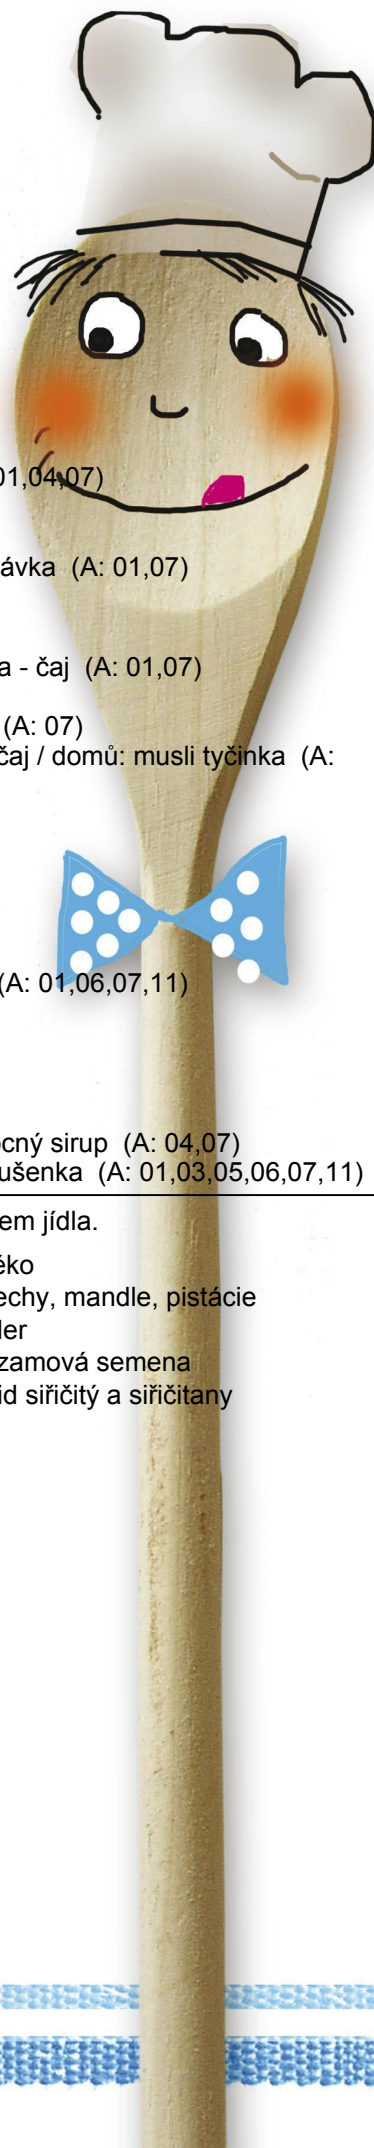 01,04,07)
ávka (A: 01,07)
a - čaj (A: 01,07)
(A: 07)
čaj / domů: musli tyčinka (A:
(A: 01,06,07,11)
ocný sirup (A: 04,07)
ušenka (A: 01,03,05,06,07,11)
em jídla.
éko
echy, mandle, pistácie
ler
zamová semena
id siřičitý a siřičitany